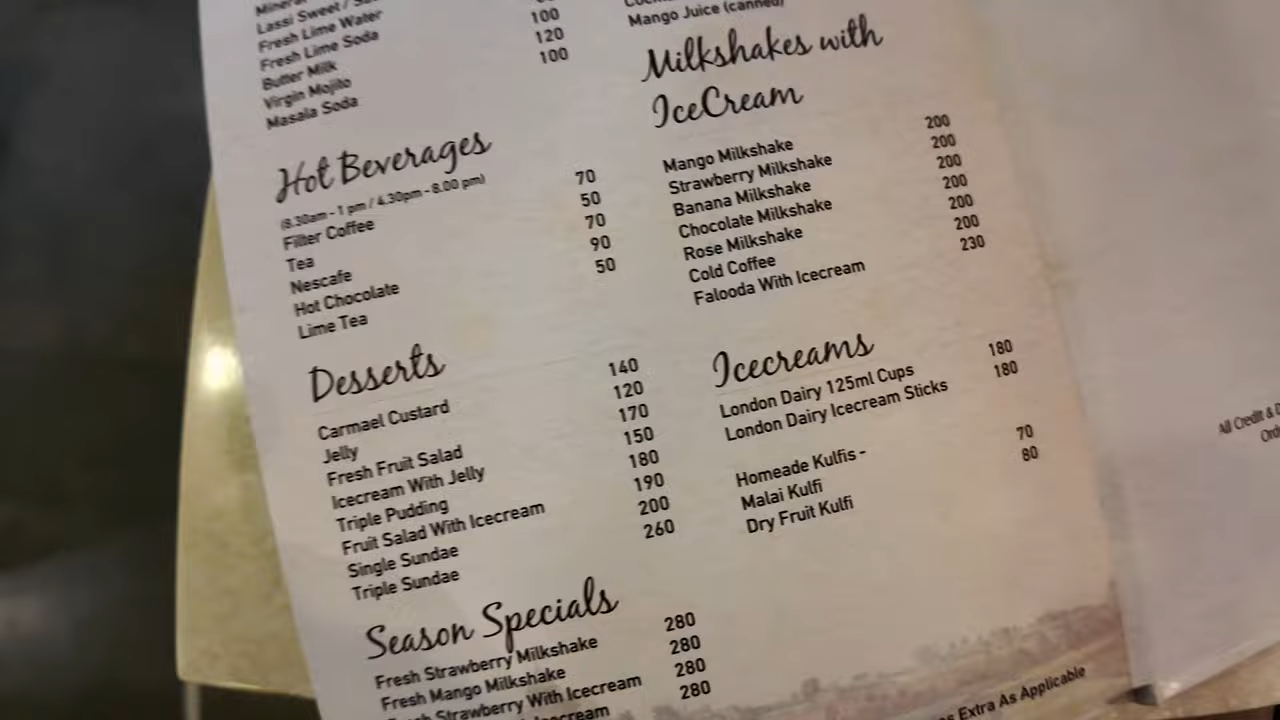 Lassi Sweet /
Fresh Lime Water
Fresh Lime Soda
Butter Milk
Virgin Mojito
Masala Soda
100
120
100
Hot Beverages
(8.30am - 1 pm / 4.30pm - 8.00 pm)
Filter Coffee 70
Tea 50
Nescafe 70
Hot Chocolate 90
Lime Tea 50
Desserts
Carmael Custard 140
Jelly 120
Fresh Fruit Salad 170
Icecream With Jelly 150
Triple Pudding 180
Fruit Salad With Icecream 190
Single Sundae 200
Triple Sundae 260
Season Specials
Fresh Strawberry Milkshake 280
Fresh Mango Milkshake 280
Strawberry With Icecream 280
280
Mango Juice (canned)
Milkshakes with
IceCream
Mango Milkshake 200
Strawberry Milkshake 200
Banana Milkshake 200
Chocolate Milkshake 200
Rose Milkshake 200
Cold Coffee 200
Falooda With Icecream 230
Icecreams
London Dairy 125ml Cups 180
London Dairy Icecream Sticks 180
Homeade Kulfis -
Malai Kulfi 70
Dry Fruit Kulfi 80
Extra As Applicable
All Credit &